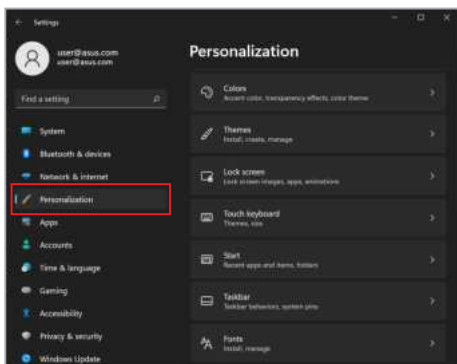 Settings
user@asus.com
user@asus.com
Find a setting
System
Bluetooth & devices
Network & internet
Personalization
Apps
Accounts
Time & language
Gaming
Accessibility
Privacy & security
Windows Update
Personalization
Colors
Accent color, transparency effects, color theme
Themes
Install, create, manage
Lock screen
Lock screen images, apps, animations
Touch keyboard
Themes, size
Start
Recent apps and items, folders
Taskbar
Taskbar behaviors, system pins
Fonts
Install, manage